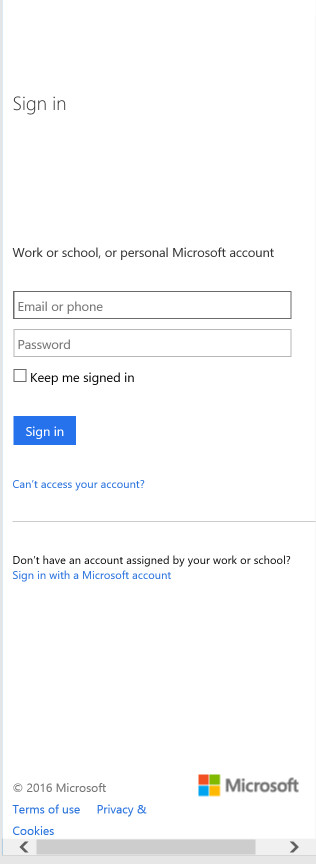 Sign in
Work or school, or personal Microsoft account
Email or phone
Password
Keep me signed in
Sign in
Can't access your account?
Don't have an account assigned by your work or school?
Sign in with a Microsoft account
© 2016 Microsoft
Microsoft
Terms of use Privacy &
Cookies